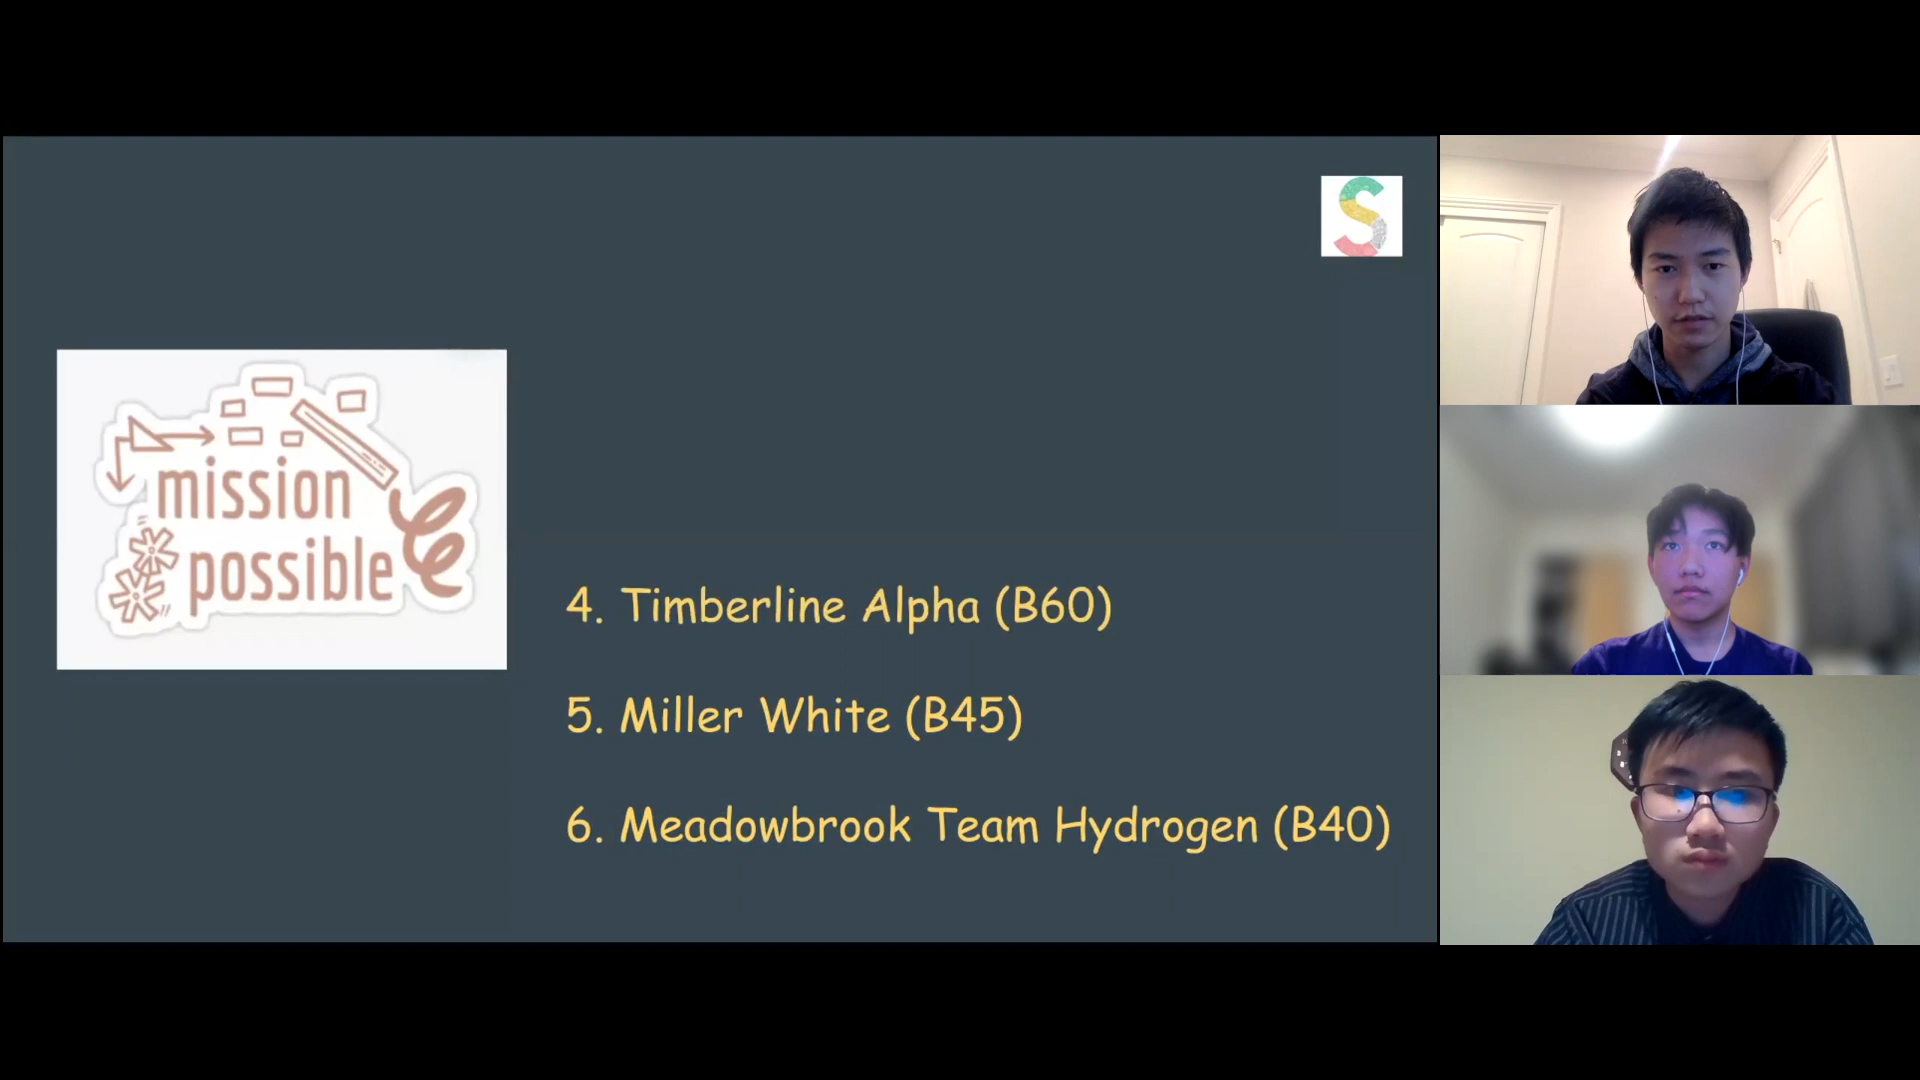 mission
possible
4. Timberline Alpha (B60)
5. Miller White (B45)
6. Meadowbrook Team Hydrogen (B40)